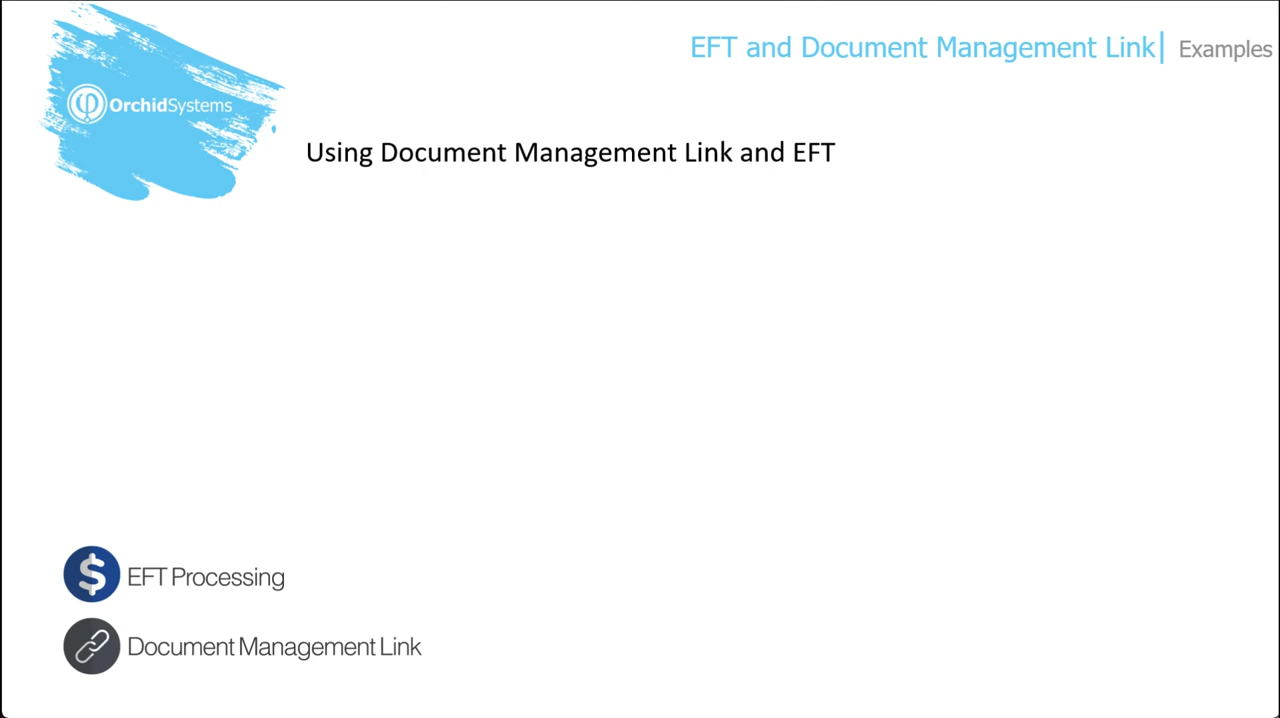 EFT and Document Management Link| Examples
OrchidSystems
Using Document Management Link and EFT
EFT Processing
Document Management Link